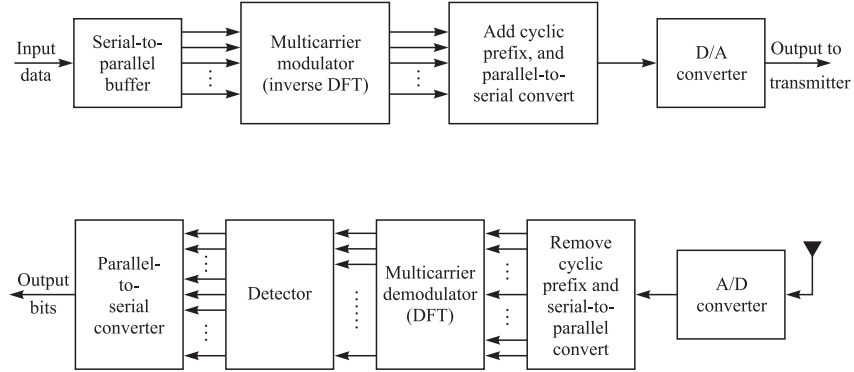 Input
data
Serial-to-
parallel
buffer
Multicarrier
modulator
(inverse DFT)
Add cyclic
prefix, and
parallel-to-
serial convert
D/A
converter
Output to
transmitter
Output
bits
Parallel-
to-
serial
converter
Detector
Multicarrier
demodulator
(DFT)
Remove
cyclic
prefix and
serial-to-
parallel
convert
A/D
converter